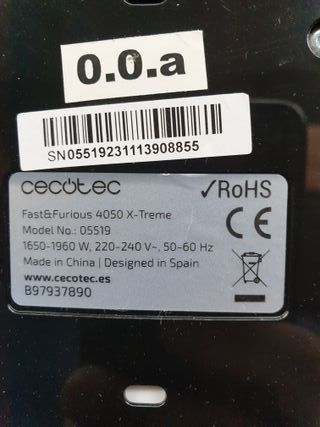 0.0.a
SN05519231113908855
cecotec
✓RoHS
Fast&Furious 4050 X-Treme
Model No.: 05519
1650-1960 W, 220-240 V~, 50-60 Hz
Made in China | Designed in Spain
www.cecotec.es
B97937890
CE